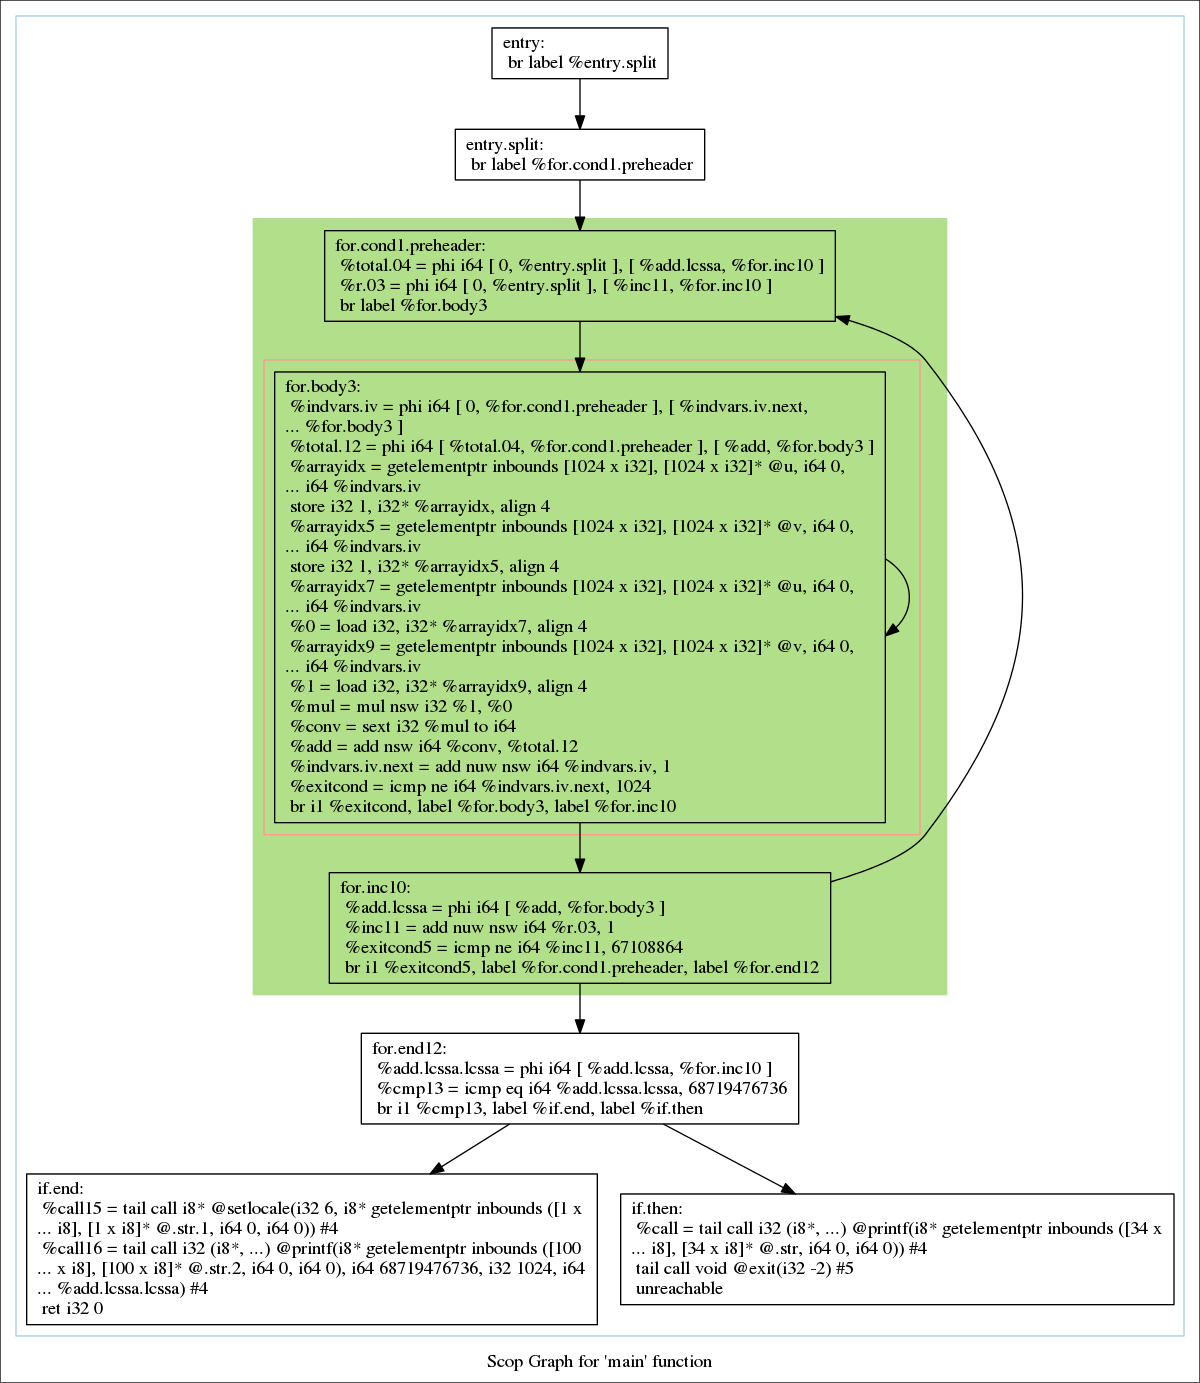 entry:
br label %entry.split
entry.split:
br label %for.cond1.preheader
for.cond1.preheader:
%total.04 = phi i64 [ 0, %entry.split ], [ %add.lcssa, %for.inc10 ]
%r.03 = phi i64 [ 0, %entry.split ], [ %inc11, %for.inc10 ]
br label %for.body3
for.body3:
%indvars.iv = phi i64 [ 0, %for.cond1.preheader ], [ %indvars.iv.next,
... %for.body3 ]
%total.12 = phi i64 [ %total.04, %for.cond1.preheader ], [ %add, %for.body3 ]
%arrayidx = getelementptr inbounds [1024 x i32], [1024 x i32]* @u, i64 0,
... i64 %indvars.iv
store i32 1, i32* %arrayidx, align 4
%arrayidx5 = getelementptr inbounds [1024 x i32], [1024 x i32]* @v, i64 0,
... i64 %indvars.iv
store i32 1, i32* %arrayidx5, align 4
%arrayidx7 = getelementptr inbounds [1024 x i32], [1024 x i32]* @u, i64 0,
... i64 %indvars.iv
%0 = load i32, i32* %arrayidx7, align 4
%arrayidx9 = getelementptr inbounds [1024 x i32], [1024 x i32]* @v, i64 0,
... i64 %indvars.iv
%1 = load i32, i32* %arrayidx9, align 4
%mul = mul nsw i32 %1, %0
%conv = sext i32 %mul to i64
%add = add nsw i64 %conv, %total.12
%indvars.iv.next = add nuw nsw i64 %indvars.iv, 1
%exitcond = icmp ne i64 %indvars.iv.next, 1024
br i1 %exitcond, label %for.body3, label %for.inc10
for.inc10:
%add.lcssa = phi i64 [ %add, %for.body3 ]
%inc11 = add nuw nsw i64 %r.03, 1
%exitcond5 = icmp ne i64 %inc11, 67108864
br i1 %exitcond5, label %for.cond1.preheader, label %for.end12
for.end12:
%add.lcssa.lcssa = phi i64 [ %add.lcssa, %for.inc10 ]
%cmp13 = icmp eq i64 %add.lcssa.lcssa, 68719476736
br i1 %cmp13, label %if.end, label %if.then
if.end:
%call15 = tail call i8* @setlocale(i32 6, i8* getelementptr inbounds ([1 x
... i8], [1 x i8]* @.str.1, i64 0, i64 0)) #4
%call16 = tail call i32 (i8*, ...) @printf(i8* getelementptr inbounds ([100
... x i8], [100 x i8]* @.str.2, i64 0, i64 0), i64 68719476736, i32 1024, i64
... %add.lcssa.lcssa) #4
ret i32 0
if.then:
%call = tail call i32 (i8*, ...) @printf(i8* getelementptr inbounds ([34 x
... i8], [34 x i8]* @.str, i64 0, i64 0)) #4
tail call void @exit(i32 -2) #5
unreachable
Scop Graph for 'main' function